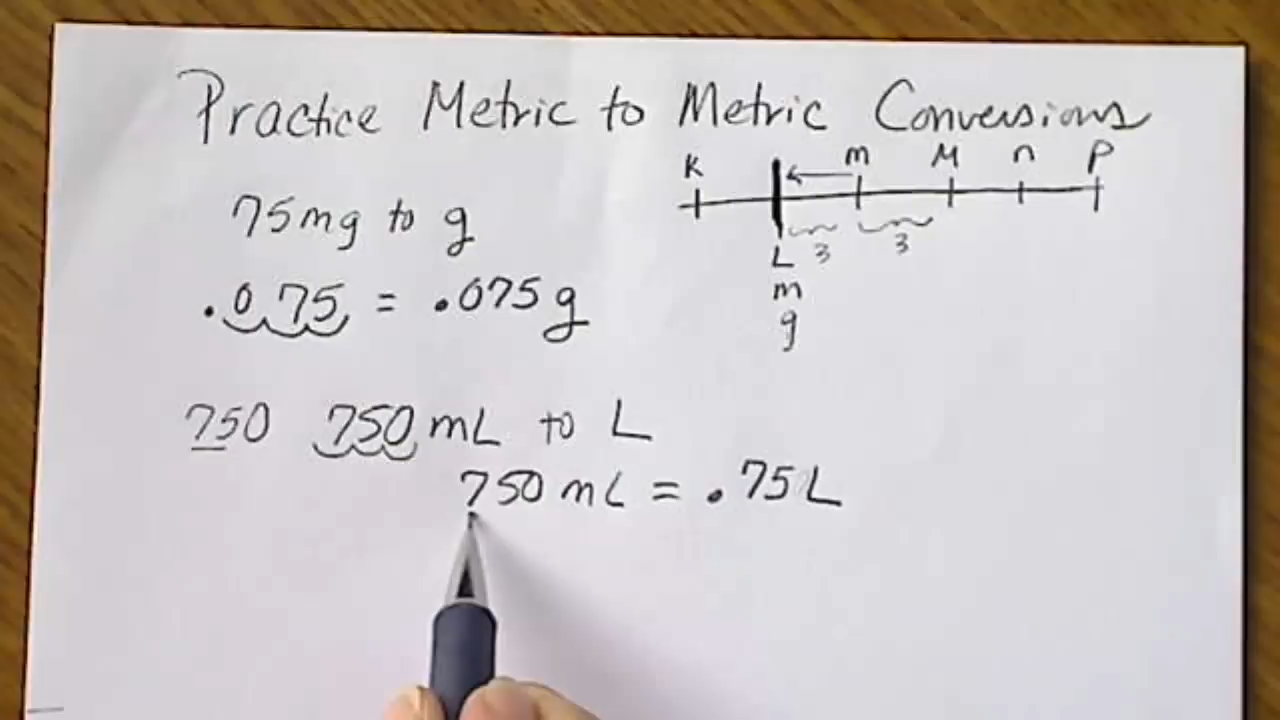 Practice Metric to Metric Conversions
K m M n P
75mg to g
3 3
L
m
g
.075 = .075g
750 750 mL to L
750 mL = .75L